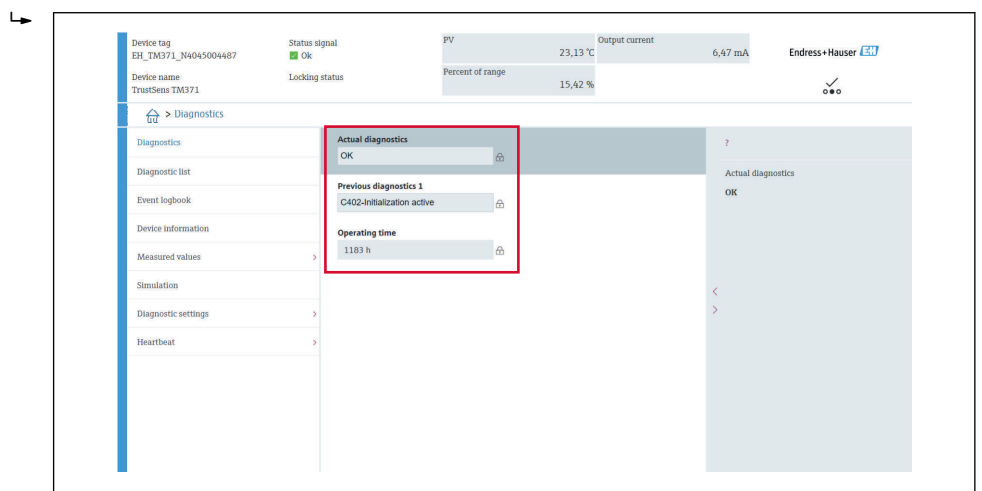 Device tag
EH_TM371_N4045004487
Status signal
Ok
PV
23,13 °C
Output current
6,47 mA
Endress+Hauser EH
Device name
TrustSens TM371
Locking status
Percent of range
15,42 %
> Diagnostics
Diagnostics
Diagnostic list
Event logbook
Device information
Measured values >
Simulation
Diagnostic settings >
Heartbeat >
Actual diagnostics
OK
Previous diagnostics 1
C402-Initialization active
Operating time
1183 h
?
Actual diagnostics
OK
<
>